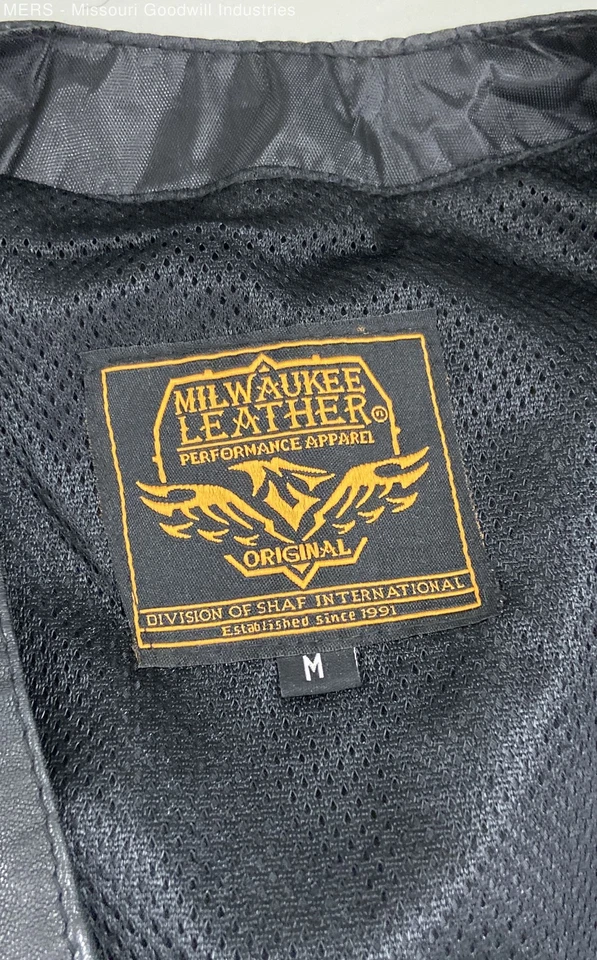 MERS - Missouri Goodwill Industries
MILWAUKEE
LEATHER
PERFORMANCE APPAREL
ORIGINAL
DIVISION OF SHAF INTERNATIONAL
Established since 1991
M